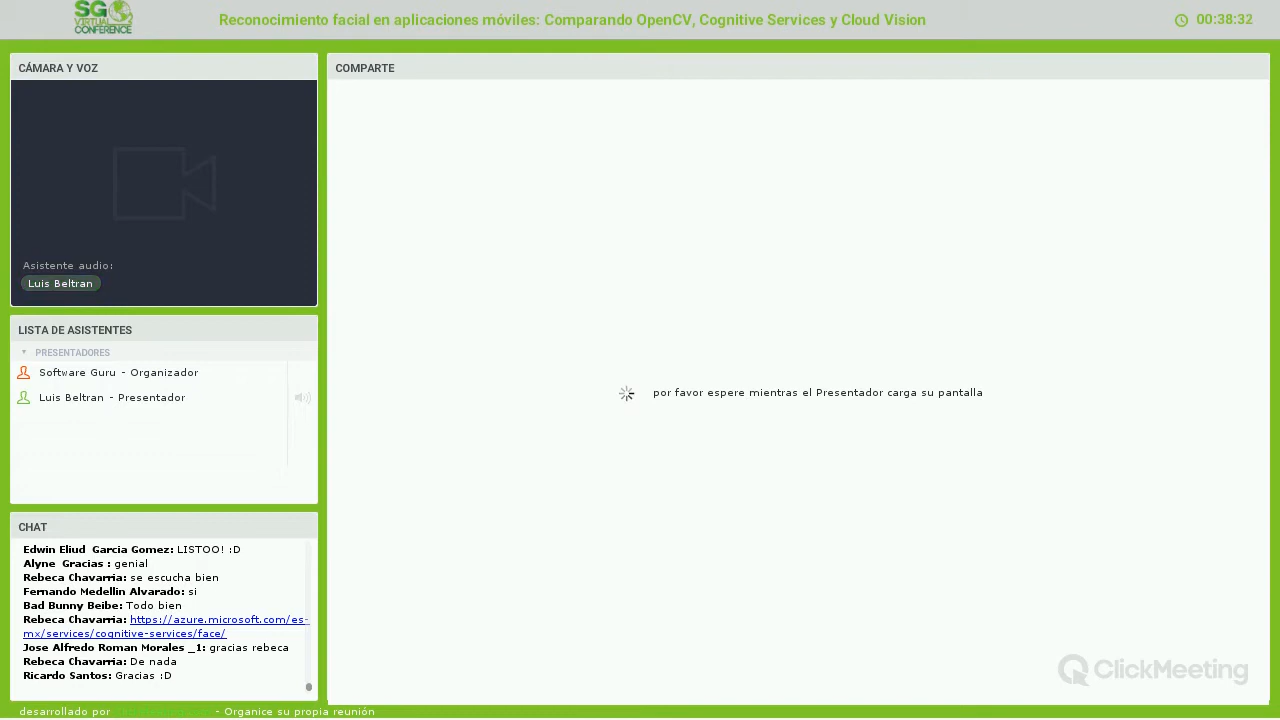 SG
VIRTUAL
CONFERENCE
Reconocimiento facial en aplicaciones móviles: Comparando OpenCV, Cognitive Services y Cloud Vision
00:38:32
CÁMARA Y VOZ
Asistente audio:
Luis Beltran
LISTA DE ASISTENTES
PRESENTADORES
Software Guru - Organizador
Luis Beltran - Presentador
CHAT
Edwin Eliud Garcia Gomez: LISTOO! :D
Alyne Gracias : genial
Rebeca Chavarria: se escucha bien
Fernando Medellin Alvarado: si
Bad Bunny Beibe: Todo bien
Rebeca Chavarria: https://azure.microsoft.com/es-
mx/services/cognitive-services/face/
Jose Alfredo Roman Morales _1: gracias rebeca
Rebeca Chavarria: De nada
Ricardo Santos: Gracias :D
COMPARTE
por favor espere mientras el Presentador carga su pantalla
ClickMeeting
desarrollado por - Organice su propia reunión